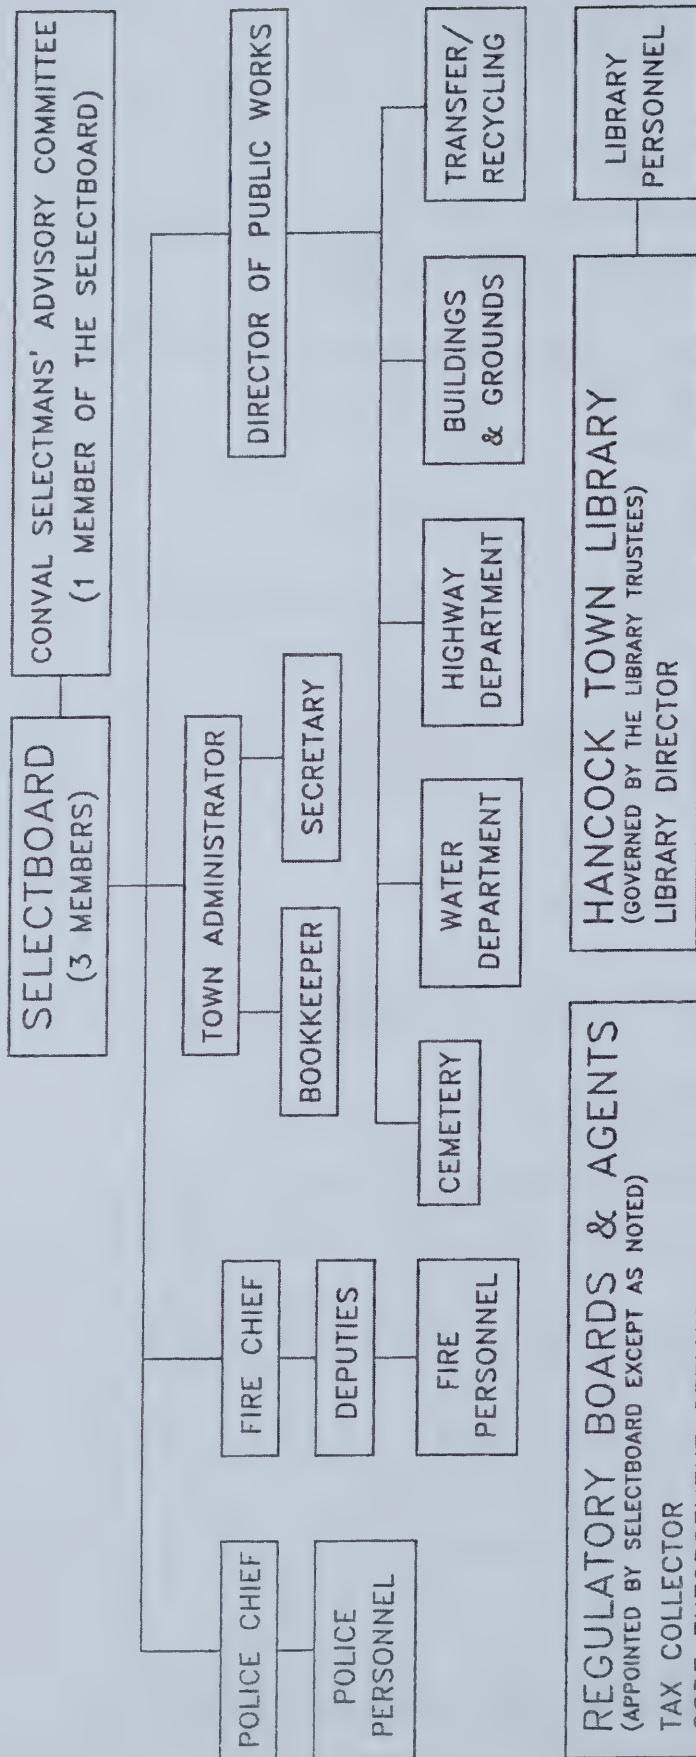 SELECTBOARD
(3 MEMBERS)
CONVAL SELECTMANS' ADVISORY COMMITTEE
(1 MEMBER OF THE SELECTBOARD)
POLICE CHIEF
POLICE
PERSONNEL
FIRE CHIEF
DEPUTIES
FIRE
PERSONNEL
TOWN ADMINISTRATOR
BOOKKEEPER
SECRETARY
DIRECTOR OF PUBLIC WORKS
CEMETERY
WATER
DEPARTMENT
HIGHWAY
DEPARTMENT
BUILDINGS
& GROUNDS
TRANSFER/
RECYCLING
REGULATORY BOARDS & AGENTS
(APPOINTED BY SELECTBOARD EXCEPT AS NOTED)
TAX COLLECTOR
HANCOCK TOWN LIBRARY
(GOVERNED BY THE LIBRARY TRUSTEES)
LIBRARY DIRECTOR
LIBRARY
PERSONNEL